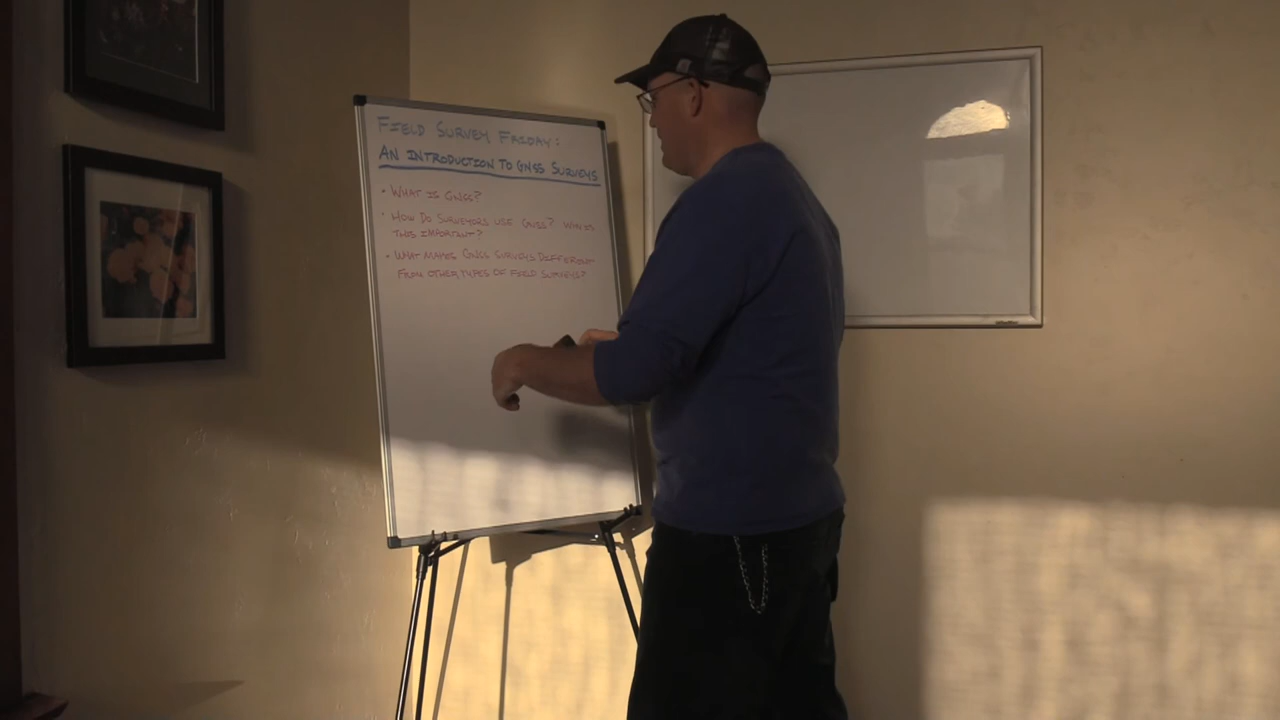 FIELD SURVEY FRIDAY:
AN INTRODUCTION TO GNSS SURVEYS
• WHAT IS GNSS?
• HOW DO SURVEYORS USE GNSS? WHY IS
THIS IMPORTANT?
• WHAT MAKES GNSS SURVEYS DIFFERENT
FROM OTHER TYPES OF FIELD SURVEYS?